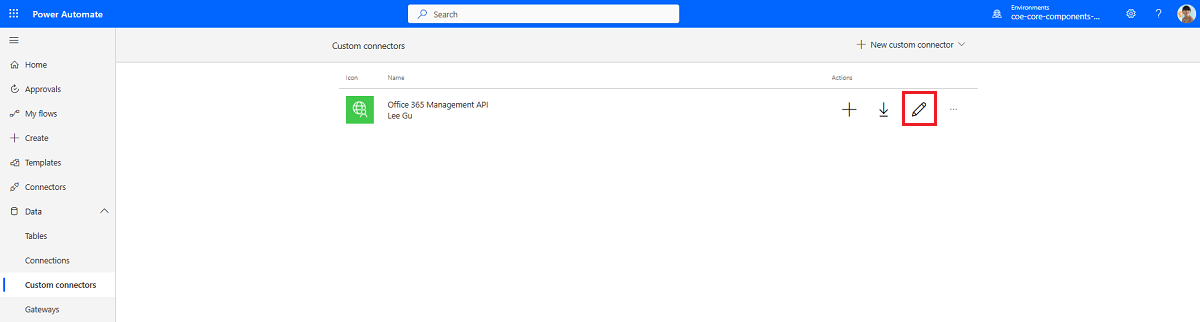 Power Automate
Search
Environments
coe-core-components-...
?
Custom connectors
New custom connector
Home
Approvals
My flows
Create
Templates
Connectors
Data
Tables
Connections
Custom connectors
Gateways
Icon Name Actions
Office 365 Management API
Lee Gu